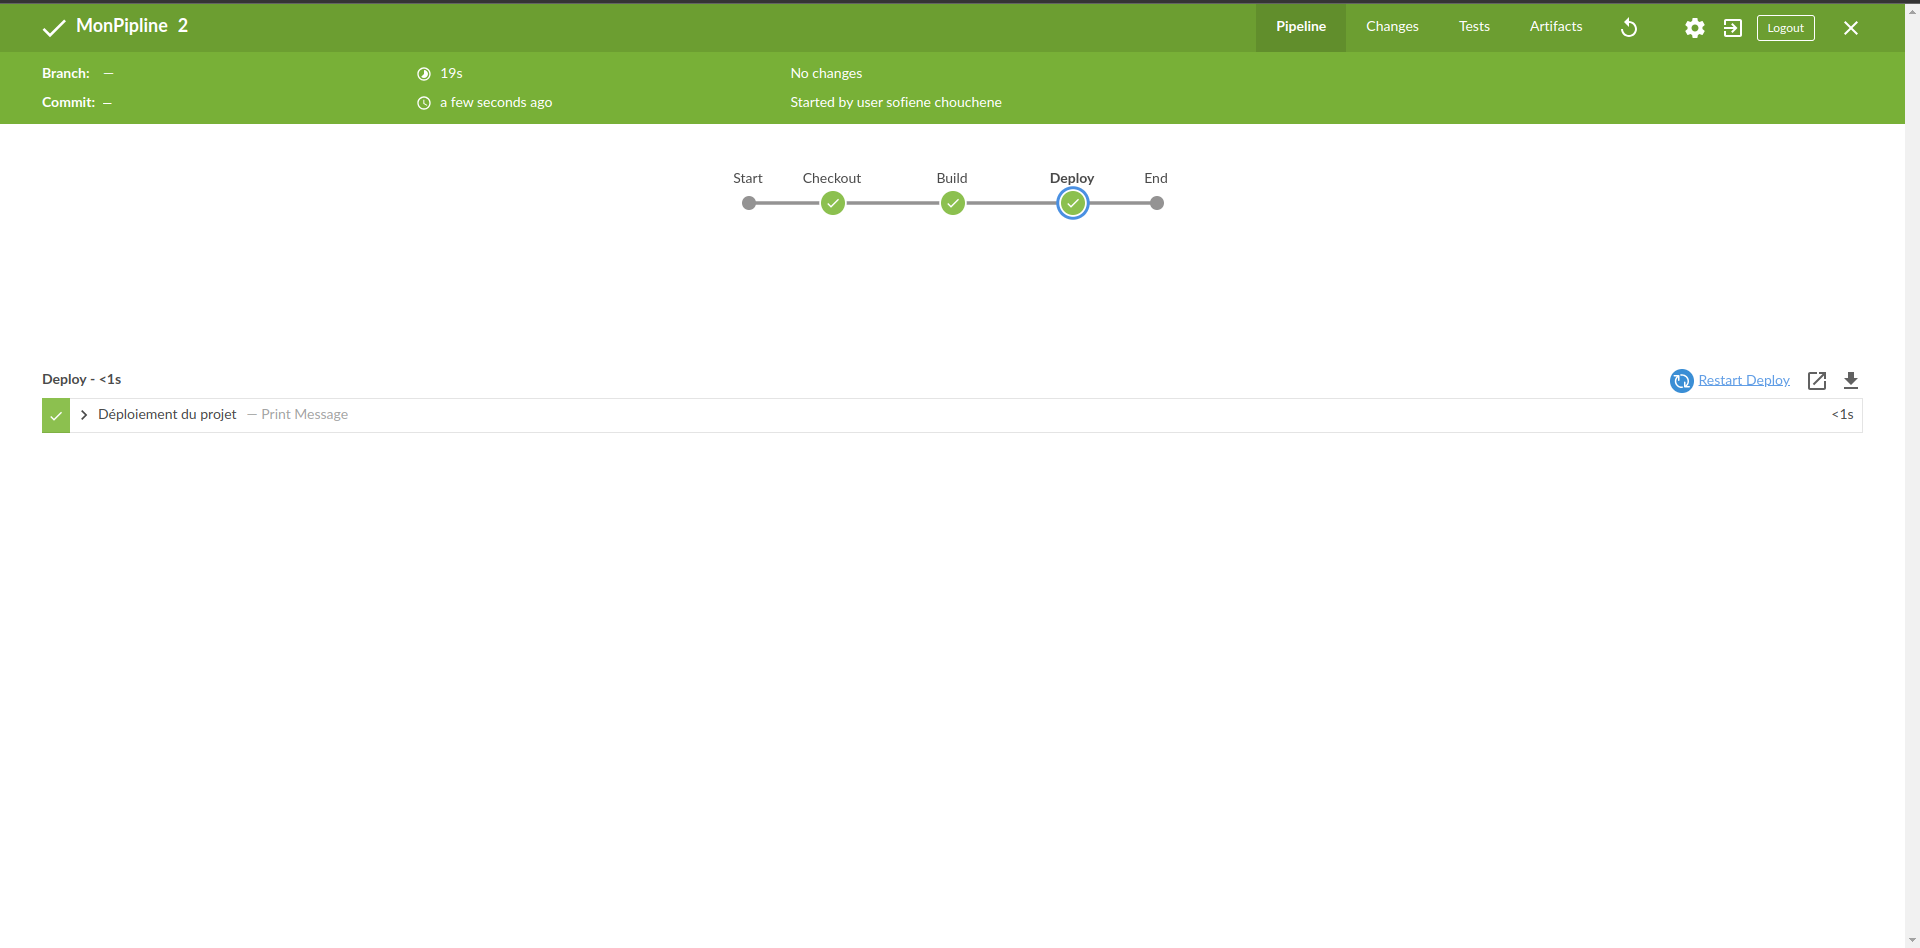 MonPipline 2
Pipeline Changes Tests Artifacts Logout
Branch: — 19s No changes
Commit: — a few seconds ago Started by user sofiene chouchene
Start Checkout Build Deploy End
Deploy - <1s Restart Deploy
Déploiement du projet — Print Message <1s